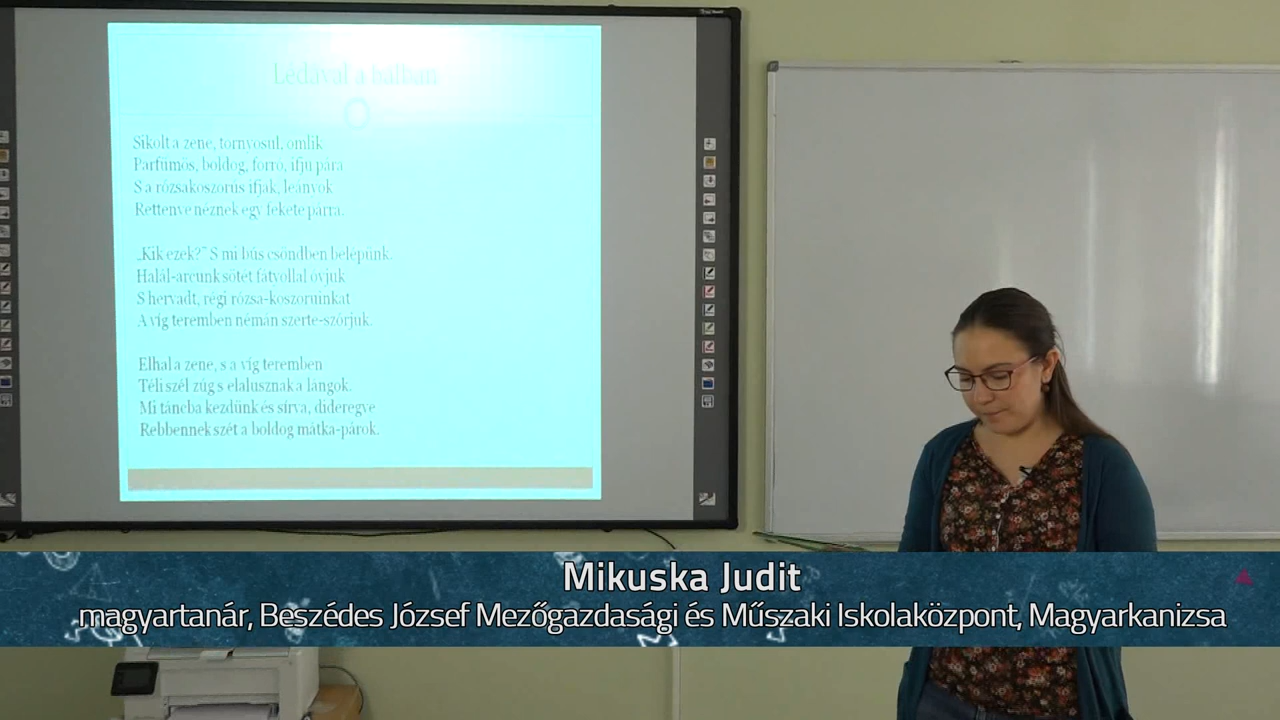 Lédával a bálban
Sikolt a zene, tornyosul, omlik
Parfümös, boldog, forró, ifju pára
S a rózsakoszorús ifjak, leányok
Rettenve néznek egy fekete párra.
„Kik ezek?” S mi bús csöndben belépünk.
Halál-arcunk sötét fátyollal óvjuk
S hervadt, régi rózsa-koszorúinkat
A víg teremben némán szerte-szórjuk.
Elhal a zene, s a víg teremben
Téli szél zúg s elalusznak a lángok.
Mi táncba kezdünk és sírva, dideregve
Rebbennek szét a boldog mátka-párok.
Mikuska Judit
magyartanár, Beszédes József Mezőgazdasági és Műszaki Iskolaközpont, Magyarkanizsa